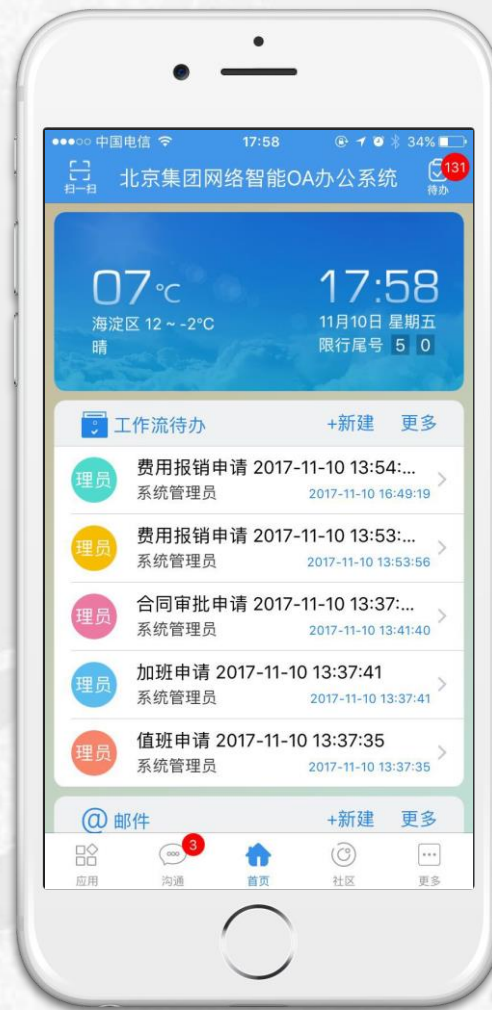 ●●●○○ 中国电信 17:58 34%
扫一扫 北京集团网络智能OA办公系统 待办 131
07℃ 17:58
海淀区 12 ~ -2°C 11月10日 星期五
晴 限行尾号 5 0
工作流待办 +新建 更多
理员 费用报销申请 2017-11-10 13:54:...
系统管理员 2017-11-10 16:49:19
理员 费用报销申请 2017-11-10 13:53:...
系统管理员 2017-11-10 13:53:56
理员 合同审批申请 2017-11-10 13:37:...
系统管理员 2017-11-10 13:41:40
理员 加班申请 2017-11-10 13:37:41
系统管理员 2017-11-10 13:37:41
理员 值班申请 2017-11-10 13:37:35
系统管理员 2017-11-10 13:37:35
@ 邮件 +新建 更多
3
应用 沟通 首页 社区 更多